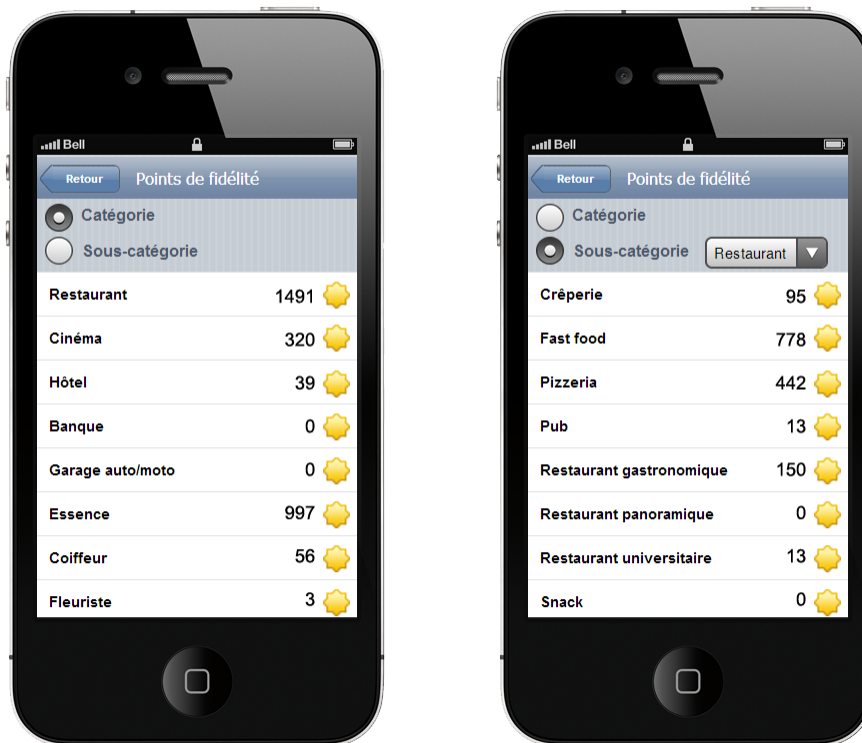 Bell
Retour Points de fidélité
Catégorie
Sous-catégorie
Restaurant 1491
Cinéma 320
Hôtel 39
Banque 0
Garage auto/moto 0
Essence 997
Coiffeur 56
Fleuriste 3
Bell
Retour Points de fidélité
Catégorie
Sous-catégorie Restaurant
Crêperie 95
Fast food 778
Pizzeria 442
Pub 13
Restaurant gastronomique 150
Restaurant panoramique 0
Restaurant universitaire 13
Snack 0